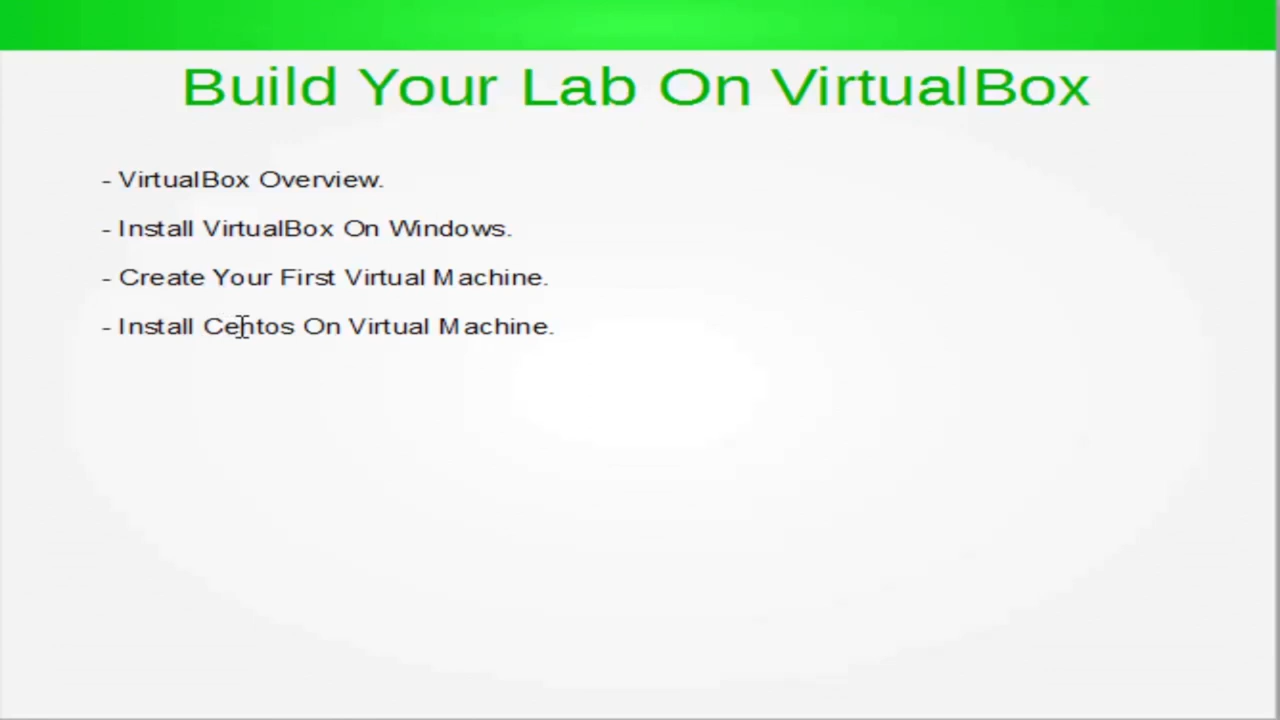 Build Your Lab On VirtualBox
- VirtualBox Overview.
- Install VirtualBox On Windows.
- Create Your First Virtual Machine.
- Install Centos On Virtual Machine.